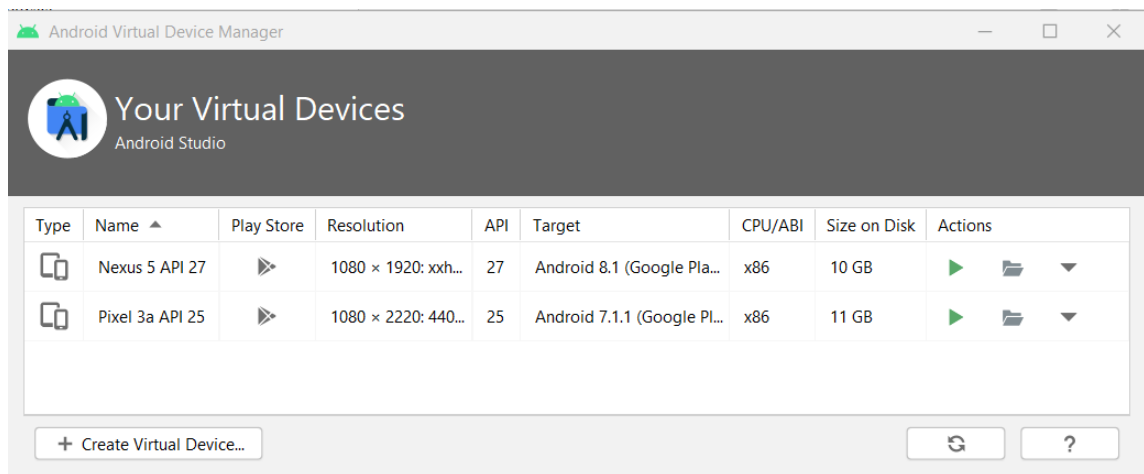 Android Virtual Device Manager
Your Virtual Devices
Android Studio
Type Name Play Store Resolution API Target CPU/ABI Size on Disk Actions
Nexus 5 API 27 1080 × 1920: xxh... 27 Android 8.1 (Google Pla... x86 10 GB
Pixel 3a API 25 1080 × 2220: 440... 25 Android 7.1.1 (Google Pl... x86 11 GB
+ Create Virtual Device... ?